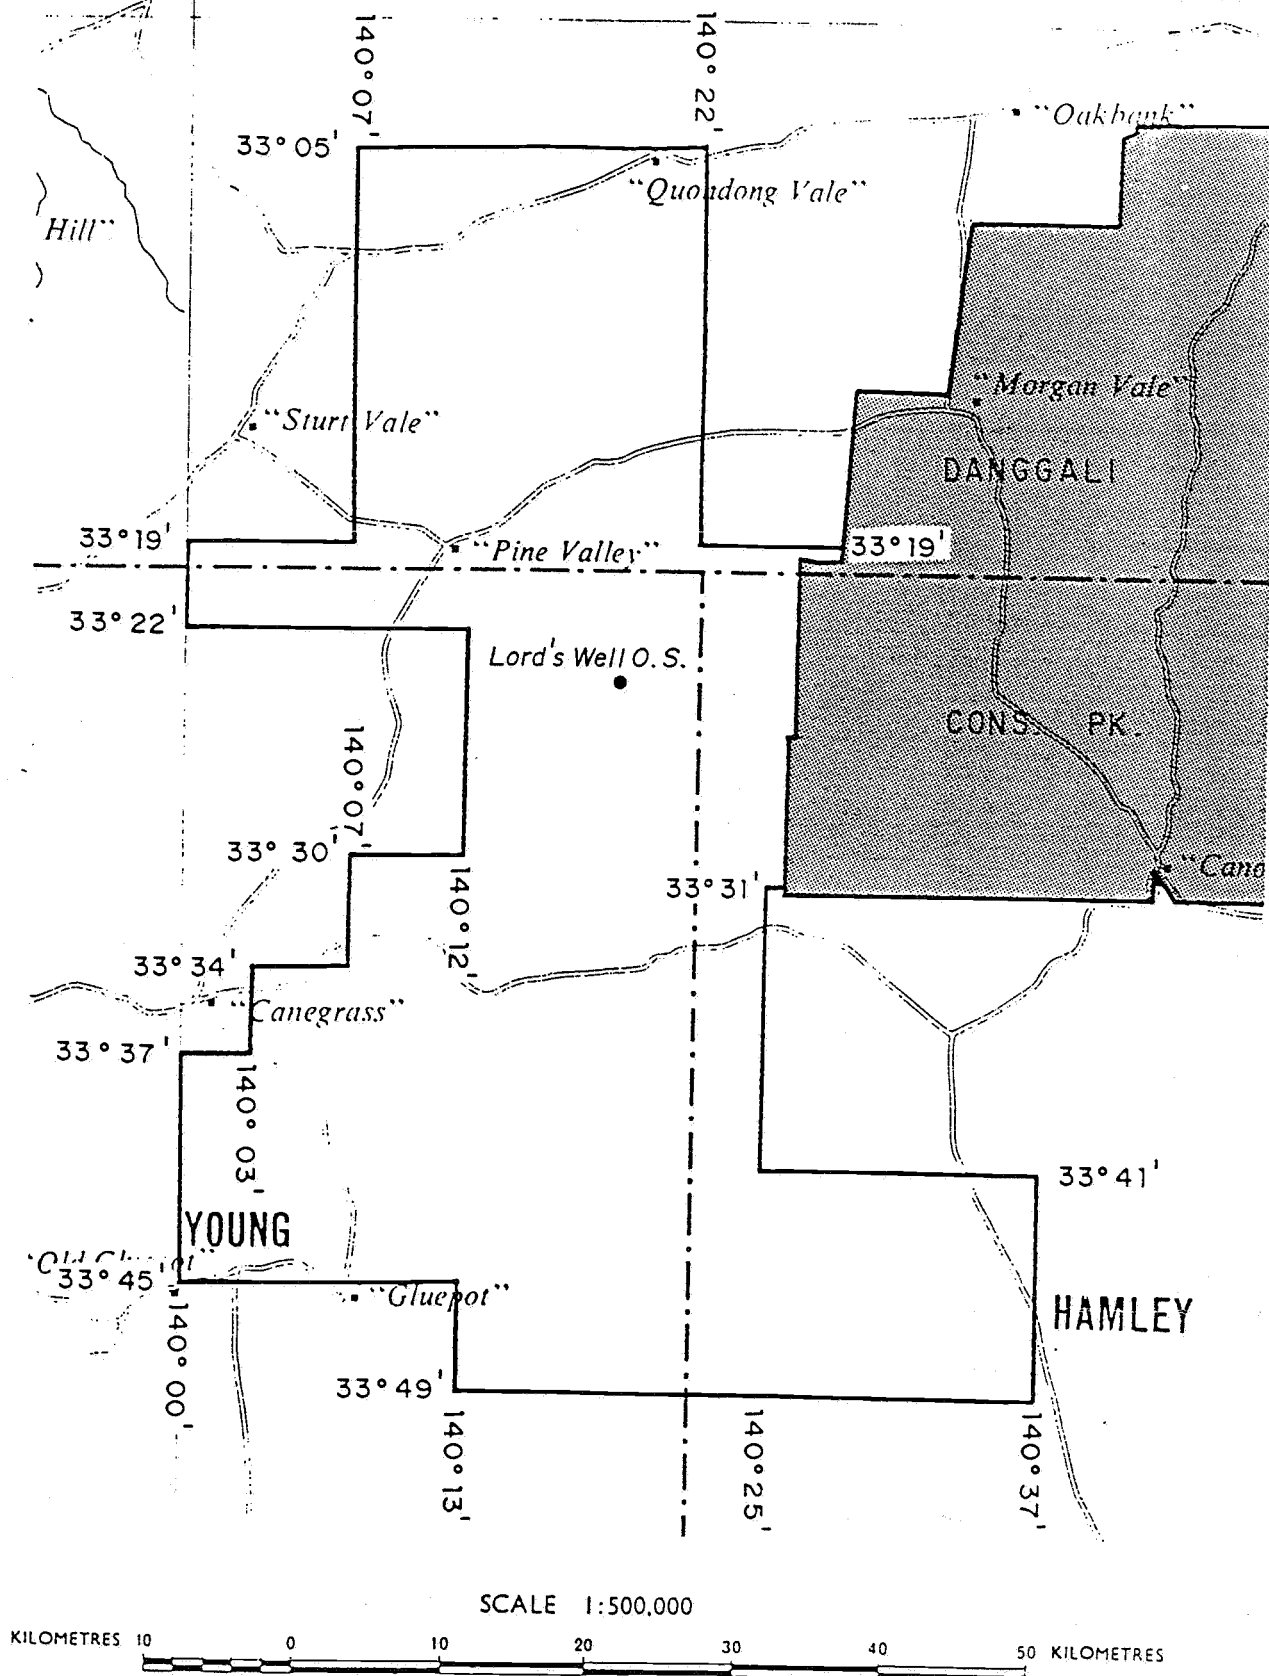 140° 07'
140° 22'
"Oakbank"
33° 05'
"Quondong Vale"
Hill"
"Morgan Vale"
"Sturt Vale"
DANGGALI
33° 19'
"Pine Valley"
33° 19'
33° 22'
Lord's Well O.S.
CONS. PK.
140° 07'
33° 30'
33° 31'
"Cano
140° 12'
33° 34'
"Canegrass"
33° 37'
140° 03'
33° 41'
YOUNG
33° 45'
"Gluepot"
HAMLEY
140° 00'
33° 49'
140° 13'
140° 25'
140° 37'
SCALE 1:500,000
KILOMETRES 10 0 10 20 30 40 50 KILOMETRES